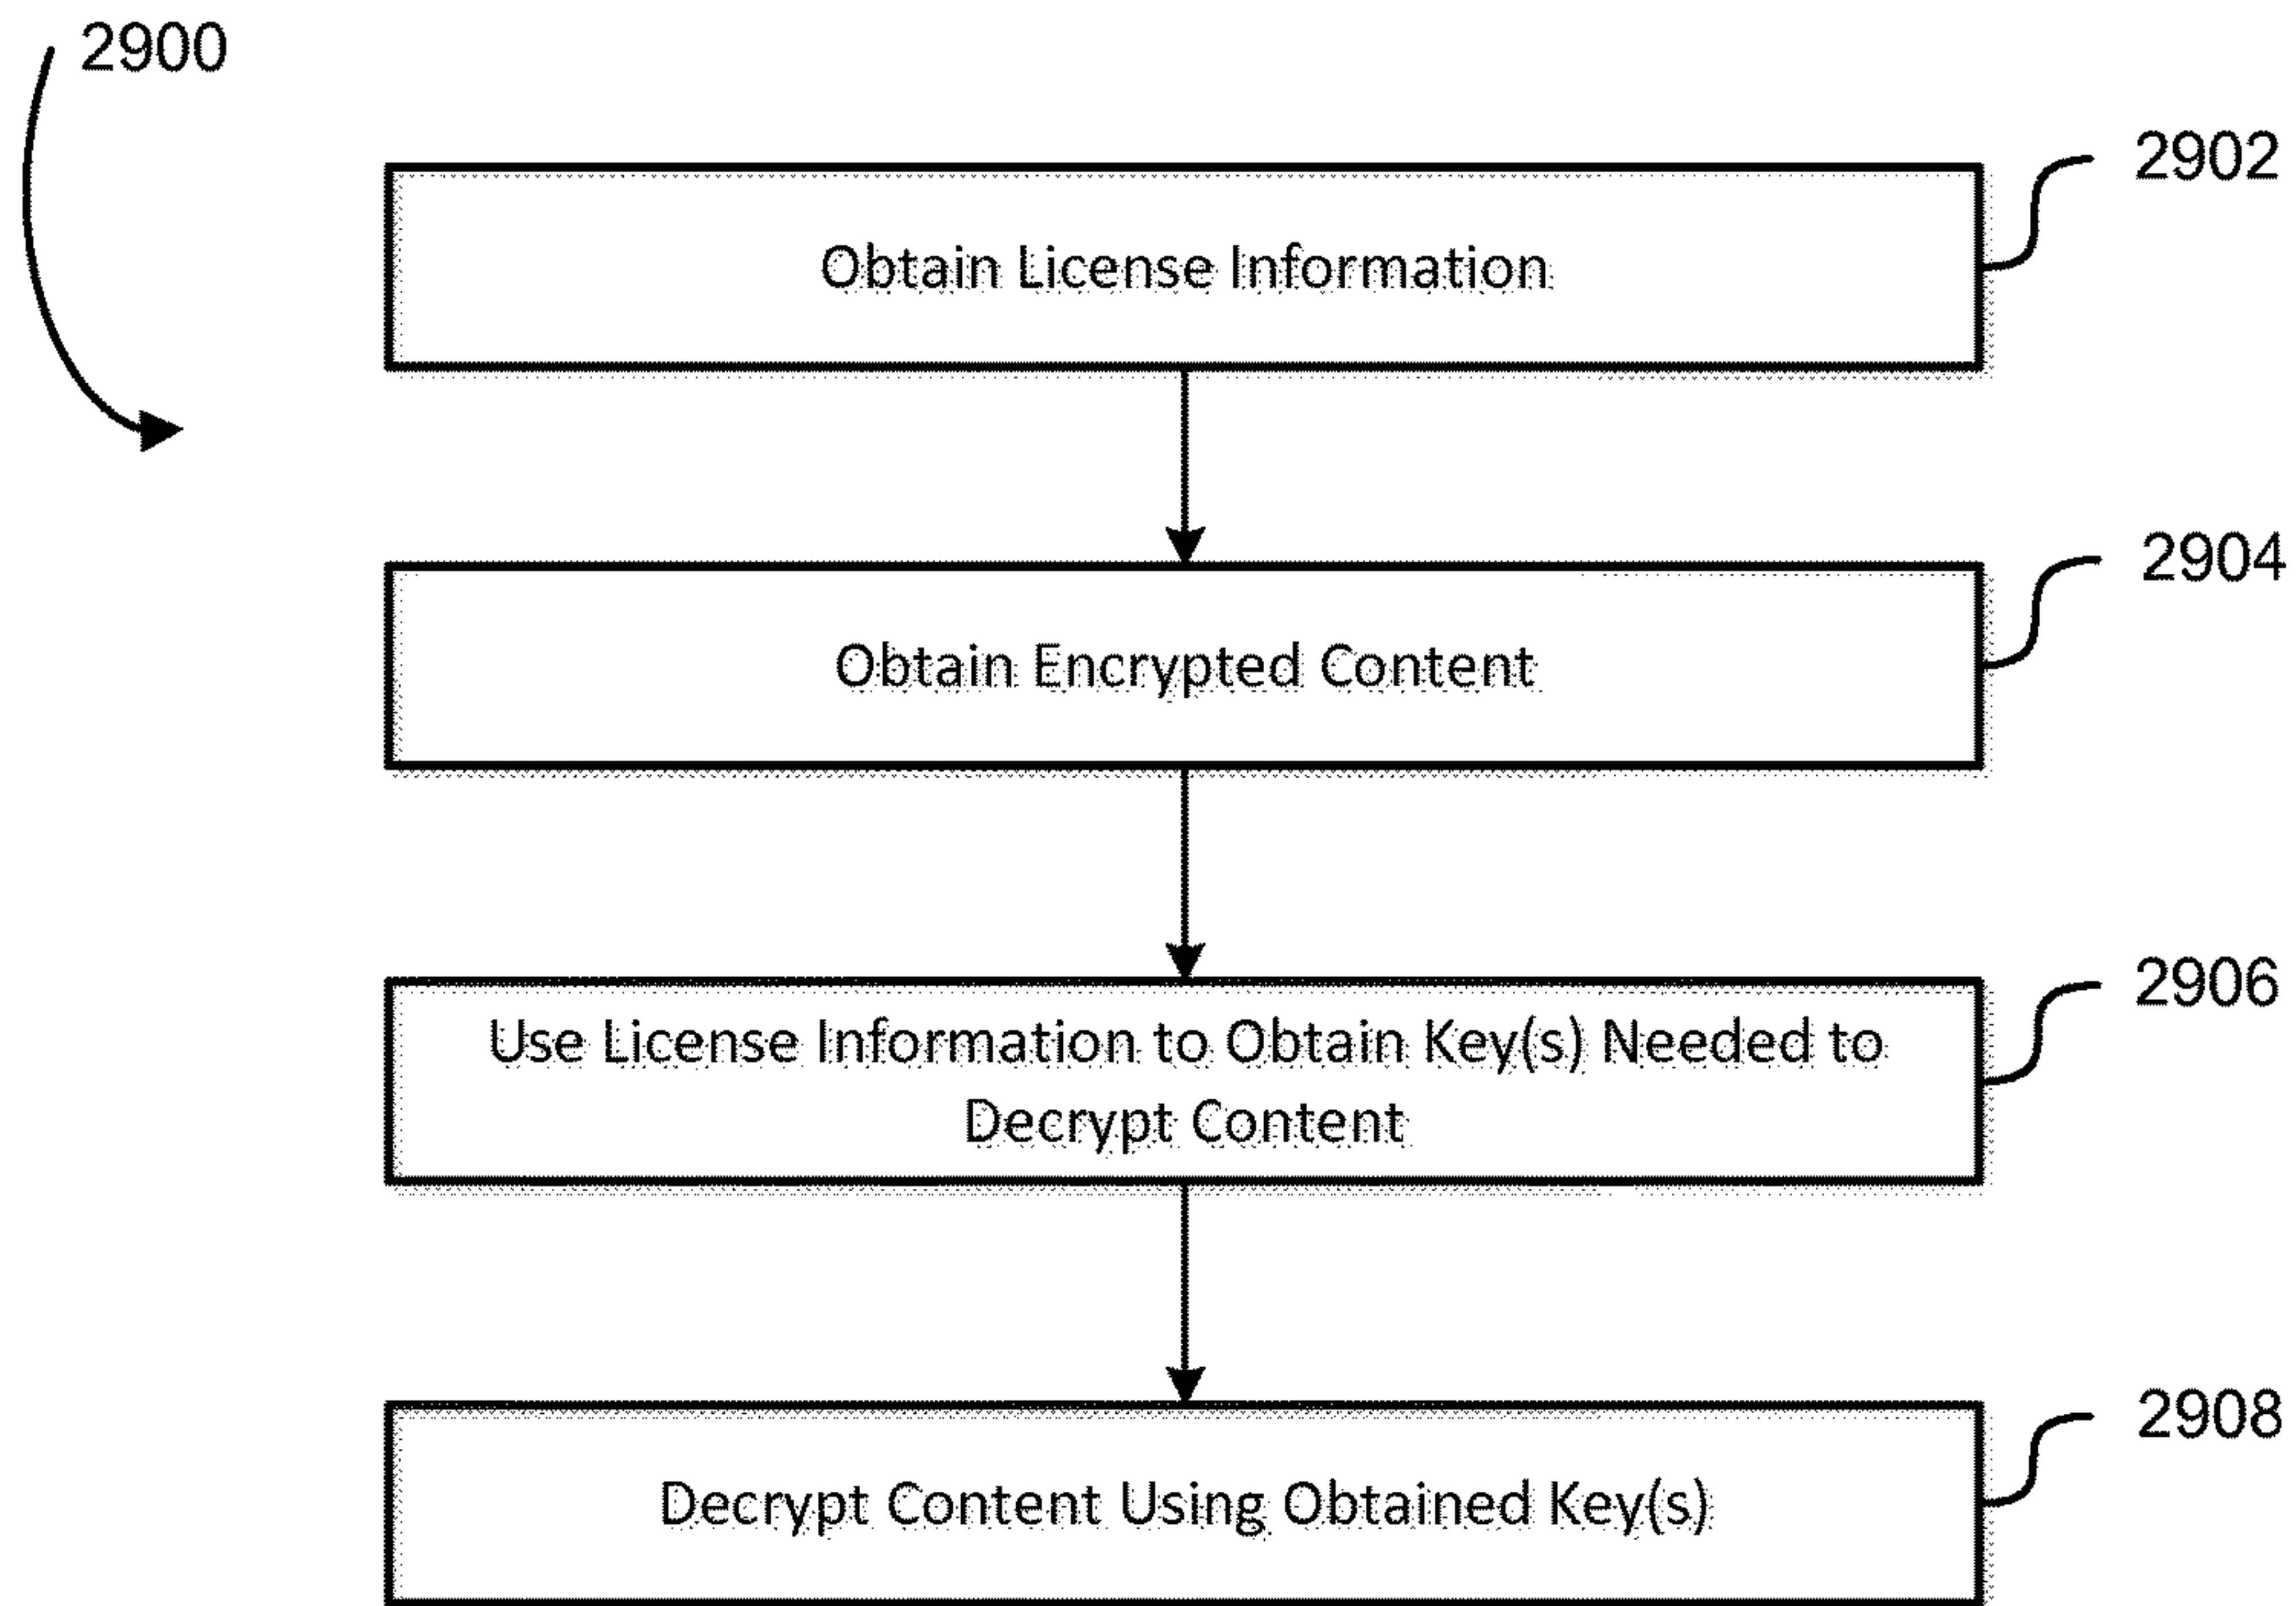 2900
2902
Obtain License Information
2904
Obtain Encrypted Content
2906
Use License Information to Obtain Key(s) Needed to
Decrypt Content
2908
Decrypt Content Using Obtained Key(s)